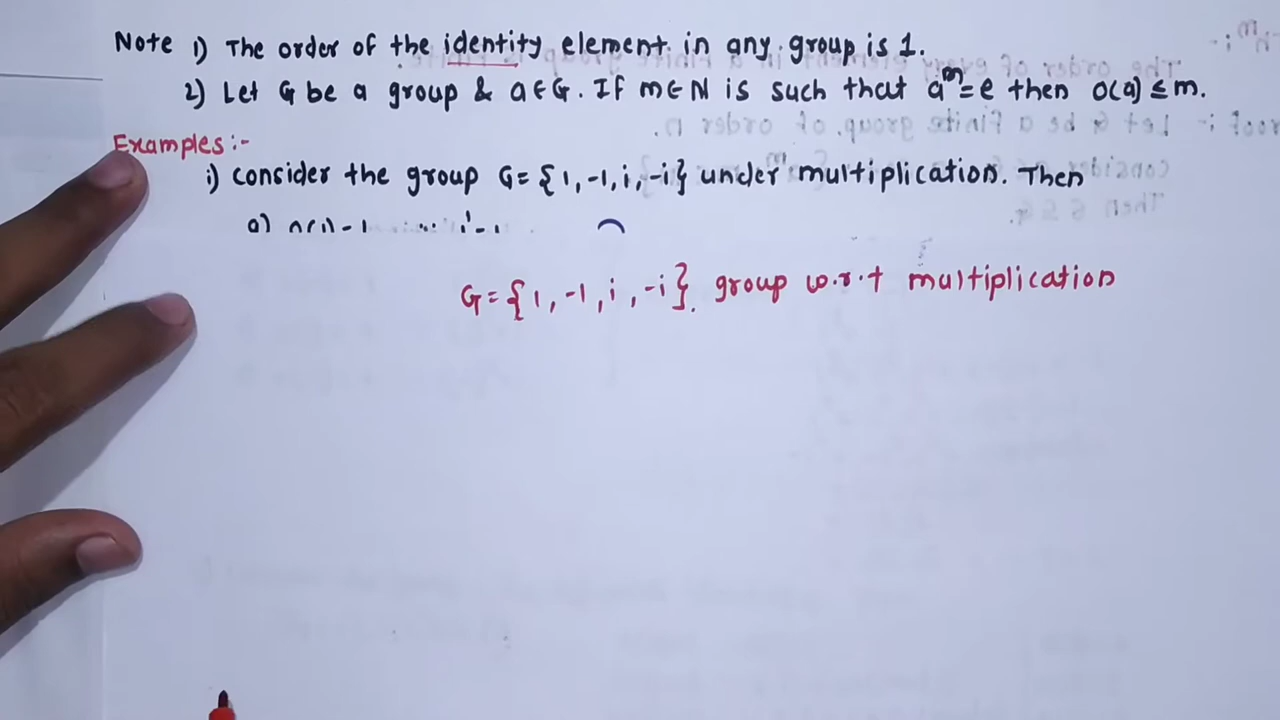 Note 1) The order of the identity element in any group is 1.
2) Let G be a group & a∈G. If m∈N is such that aᵐ=e then o(a) ≤ m.
Examples:-
i) consider the group G= {1, -1, i, -i} under multiplication. Then
G= {1, -1, i, -i}. group w.r.t multiplication